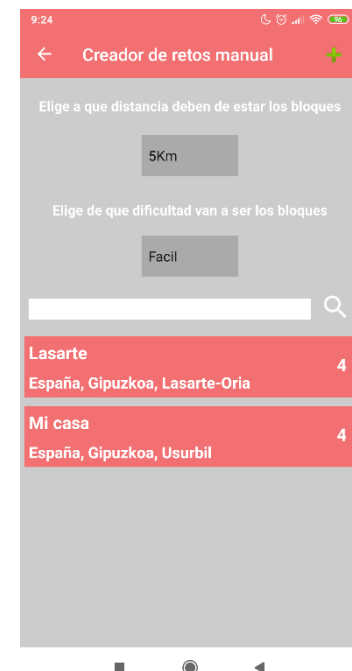 9:24
96
Creador de retos manual
Elige a que distancia deben de estar los bloques
5Km
Elige de que dificultad van a ser los bloques
Facil
Lasarte
4
España, Gipuzkoa, Lasarte-Oria
Mi casa
4
España, Gipuzkoa, Usurbil